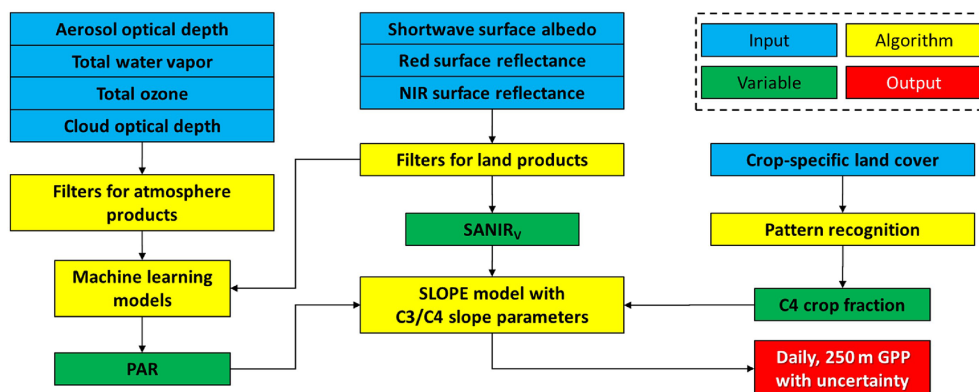 Aerosol optical depth
Total water vapor
Total ozone
Cloud optical depth
Filters for atmosphere
products
Machine learning
models
PAR
Shortwave surface albedo
Red surface reflectance
NIR surface reflectance
Filters for land products
SANIRV
SLOPE model with
C3/C4 slope parameters
Input
Algorithm
Variable
Output
Crop-specific land cover
Pattern recognition
C4 crop fraction
Daily, 250 m GPP
with uncertainty